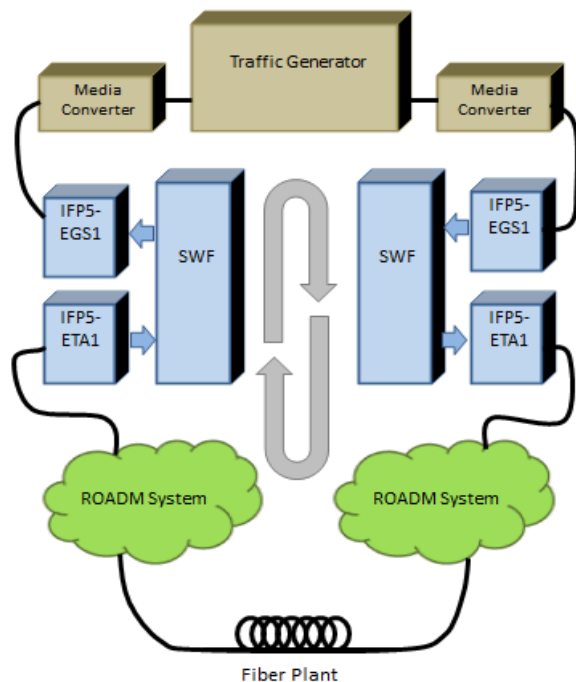 Traffic Generator
Media
Converter
Media
Converter
IFP5-
EGS1
SWF
SWF
IFP5-
EGS1
IFP5-
ETA1
IFP5-
ETA1
ROADM System
ROADM System
Fiber Plant